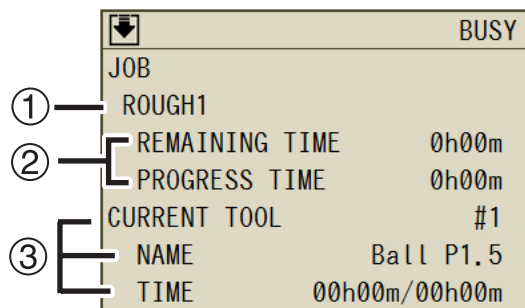 BUSY
JOB
① ROUGH1
② REMAINING TIME 0h00m
PROGRESS TIME 0h00m
CURRENT TOOL #1
③ NAME Ball P1.5
TIME 00h00m/00h00m